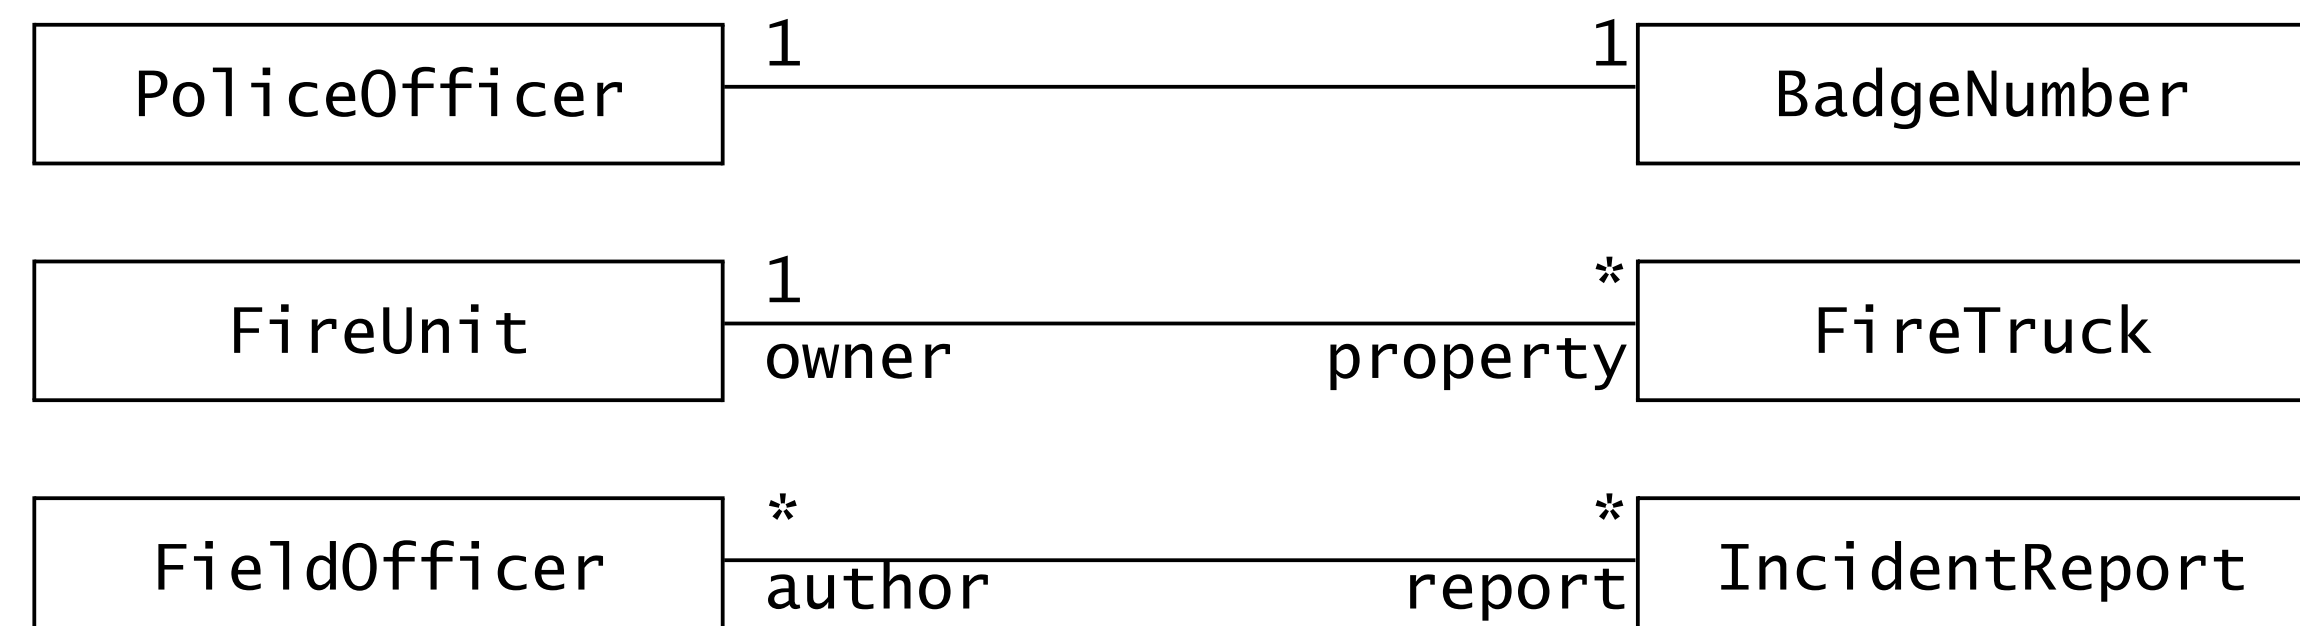 1 1
PoliceOfficer BadgeNumber
1 *
FireUnit FireTruck
owner property
* *
FieldOfficer IncidentReport
author report